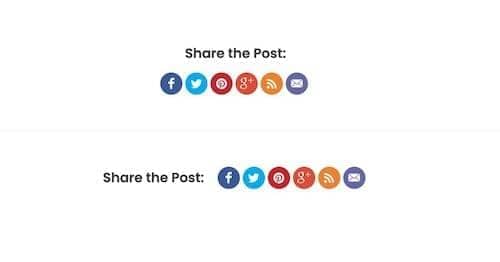 Share the Post:
f g+
Share the Post: f g+